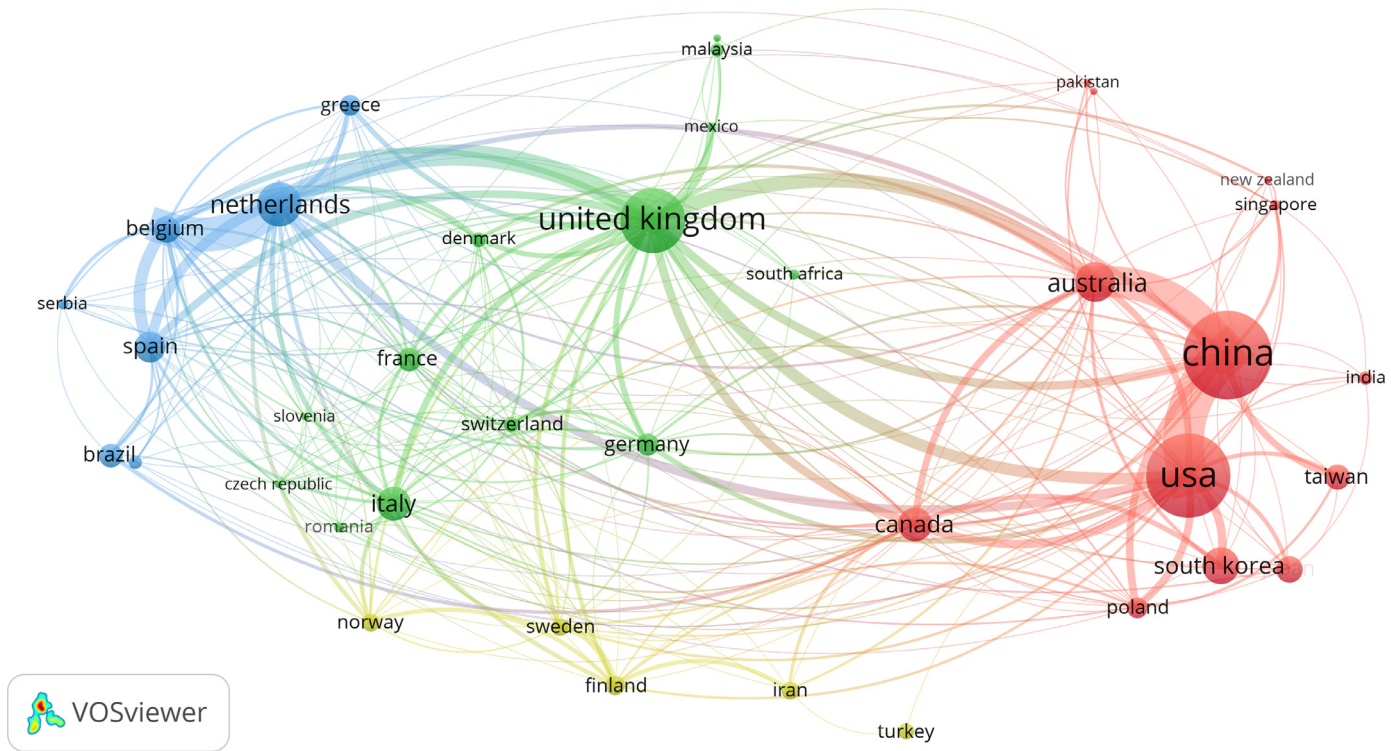 malaysia
pakistan
greece
mexico
new zealand
netherlands
singapore
united kingdom
belgium
denmark
south africa
australia
serbia
spain
china
france
india
slovenia
switzerland
germany
brazil
usa
taiwan
czech republic
italy
romania
canada
south korea
poland
norway
sweden
finland
iran
VOSviewer
turkey